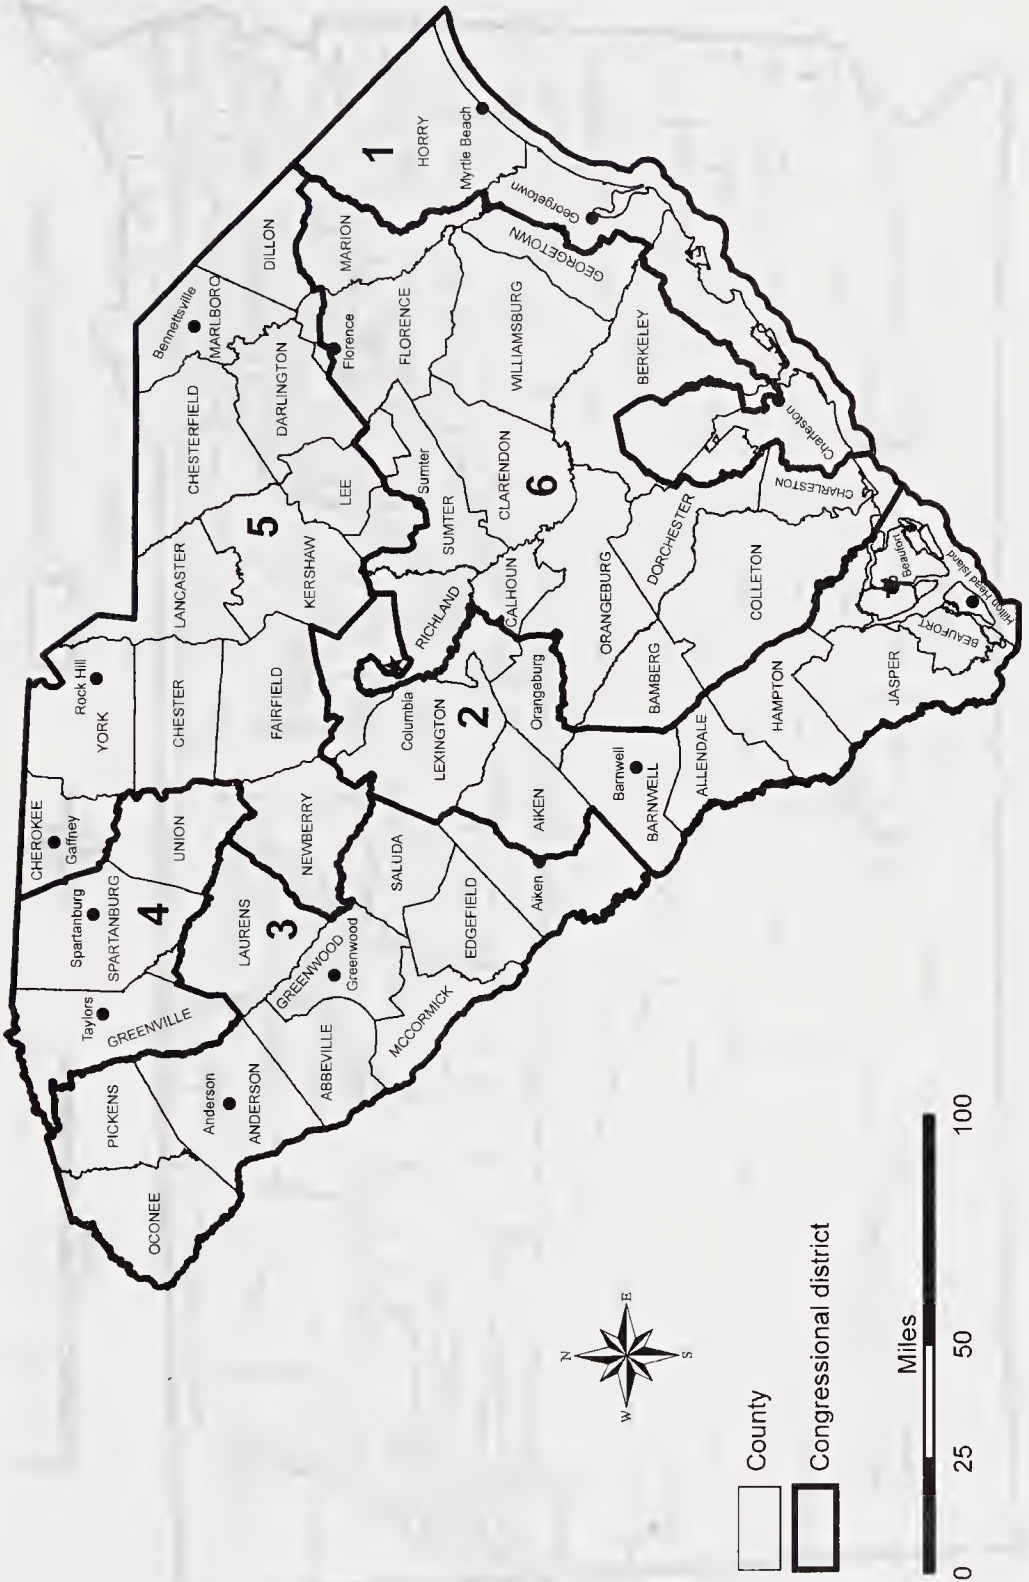 CHEROKEE
Gaffney
Rock Hill
YORK
Spartanburg
SPARTANBURG
4
UNION
CHESTER
LANCASTER
CHESTERFIELD
Bennettsville
MARLBORO
Taylors
GREENVILLE
PICKENS
OCONEE
Anderson
ANDERSON
LAURENS
3
NEWBERRY
FAIRFIELD
5
KERSHAW
DARLINGTON
DILLON
LEE
Florence
FLORENCE
MARION
1
HORRY
Myrtle Beach
ABBEVILLE
GREENWOOD
Greenwood
MCCORMICK
SALUDA
EDGEFIELD
Columbia
LEXINGTON
2
RICHLAND
Sumter
SUMTER
CLARENDON
6
CALHOUN
WILLIAMSBURG
GEORGETOWN
Georgetown
Aiken
AIKEN
Orangeburg
ORANGEBURG
BERKELEY
DORCHESTER
Barnwell
BARNWELL
BAMBERG
ALLENDALE
COLLETON
CHARLESTON
Charleston
HAMPTON
JASPER
BEAUFORT
Beaufort
Hilton Head Island
N
W
E
S
County
Congressional district
Miles
0 25 50 100